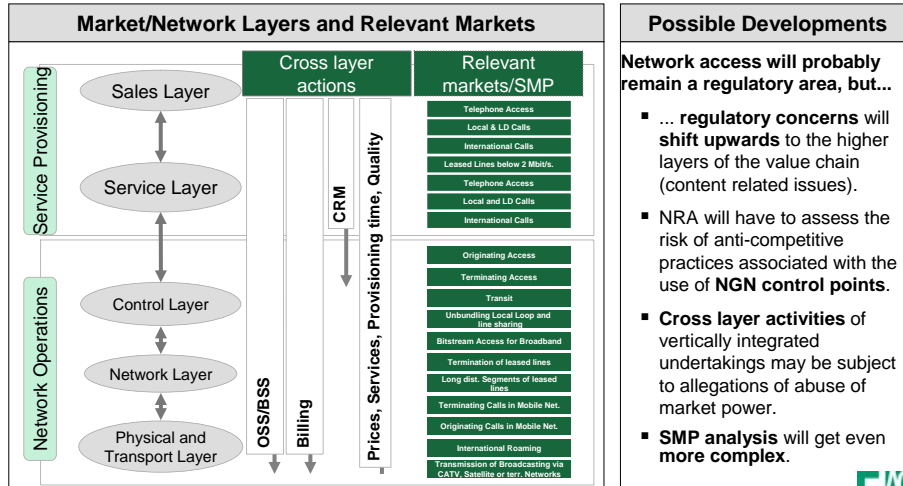 Market/Network Layers and Relevant Markets
Service Provisioning
Sales Layer
Service Layer
Network Operations
Control Layer
Network Layer
Physical and
Transport Layer
Cross layer
actions
OSS/BSS
Billing
CRM
Prices, Services, Provisioning time, Quality
Relevant
markets/SMP
Telephone Access
Local & LD Calls
International Calls
Leased Lines below 2 Mbit/s.
Telephone Access
Local and LD Calls
International Calls
Originating Access
Terminating Access
Transit
Unbundling Local Loop and
line sharing
Bitstream Access for Broadband
Termination of leased lines
Long dist. Segments of leased
lines
Terminating Calls in Mobile Net.
Originating Calls in Mobile Net.
International Roaming
Transmission of Broadcasting via
CATV, Satellite or terr. Networks
Possible Developments
Network access will probably
remain a regulatory area, but...
▪ ... regulatory concerns will
shift upwards to the higher
layers of the value chain
(content related issues).
▪ NRA will have to assess the
risk of anti-competitive
practices associated with the
use of NGN control points.
▪ Cross layer activities of
vertically integrated
undertakings may be subject
to allegations of abuse of
market power.
▪ SMP analysis will get even
more complex.